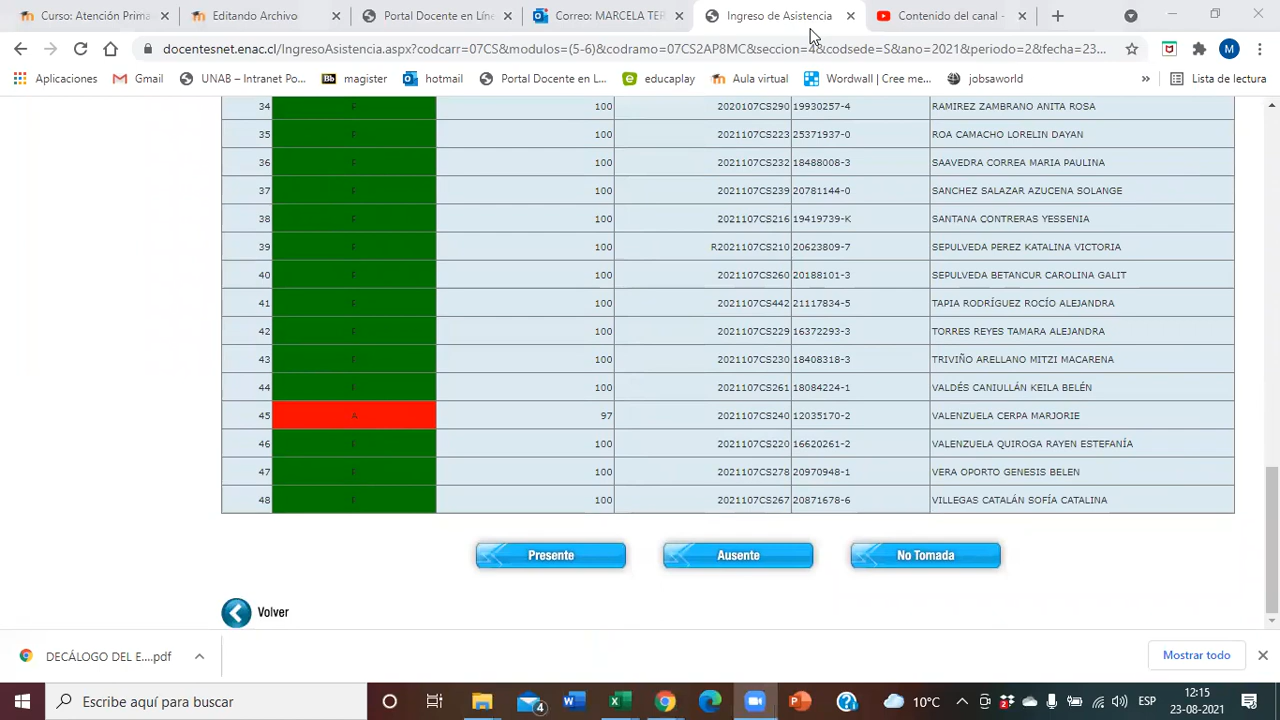 Curso: Atención Prima
Editando Archivo
Portal Docente en Líne
Correo: MARCELA TER
Ingreso de Asistencia
Contenido del canal -
docentesnet.enac.cl/IngresoAsistencia.aspx?codcarr=07CS&modulos=(5-6)&codramo=07CS2AP8MC&seccion=4&codsede=S&ano=2021&periodo=2&fecha=23...
M
Aplicaciones Gmail UNAB - Intranet Po... Bb magister hotmail Portal Docente en L... educaplay Aula virtual Wordwall | Cree me... jobsaworld » Lista de lectura
34 P 100 2020107CS290 19930257-4 RAMIREZ ZAMBRANO ANITA ROSA
35 P 100 2021107CS223 25371937-0 ROA CAMACHO LORELIN DAYAN
36 P 100 2021107CS232 18488008-3 SAAVEDRA CORREA MARIA PAULINA
37 P 100 2021107CS239 20781144-0 SANCHEZ SALAZAR AZUCENA SOLANGE
38 P 100 2021107CS216 19419739-K SANTANA CONTRERAS YESSENIA
39 P 100 R2021107CS210 20623809-7 SEPULVEDA PEREZ KATALINA VICTORIA
40 P 100 2021107CS260 20188101-3 SEPULVEDA BETANCUR CAROLINA GALIT
41 P 100 2021107CS442 21117834-5 TAPIA RODRÍGUEZ ROCÍO ALEJANDRA
42 P 100 2021107CS229 16372293-3 TORRES REYES TAMARA ALEJANDRA
43 P 100 2021107CS230 18408318-3 TRIVIÑO ARELLANO MITZI MACARENA
44 P 100 2021107CS261 18084224-1 VALDÉS CANIULLÁN KEILA BELÉN
45 A 97 2021107CS240 12035170-2 VALENZUELA CERPA MARJORIE
46 P 100 2021107CS220 16620261-2 VALENZUELA QUIROGA RAYEN ESTEFANÍA
47 P 100 2021107CS278 20970948-1 VERA OPORTO GENESIS BELEN
48 P 100 2021107CS267 20871678-6 VILLEGAS CATALÁN SOFÍA CATALINA
Presente Ausente No Tomada
Volver
DECÁLOGO DEL E....pdf
Mostrar todo
Escribe aquí para buscar
4
10°C
ESP
12:15
23-08-2021